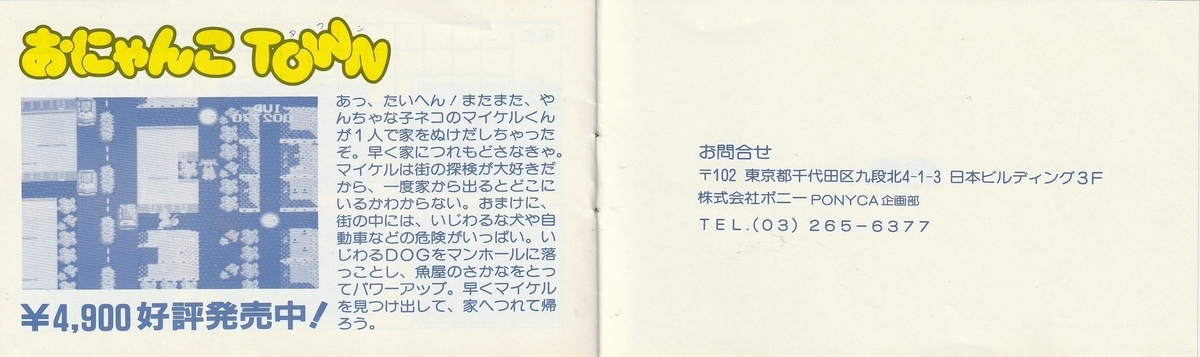 おにゃんこTOWN
タウン
1UP
あっ、たいへん！またまた、や
んちゃな子ネコのマイケルくん
が１人で家をぬけだしちゃった
ぞ。早く家につれもどさなきゃ。
マイケルは街の探検が大好きだ
から、一度家から出るとどこに
いるかわからない。おまけに、
街の中には、いじわるな犬や自
動車などの危険がいっぱい。い
じわるDOGをマンホールに落
っことし、魚屋のさかなをとっ
てパワーアップ。早くマイケル
を見つけ出して、家へつれて帰
ろう。
¥4,900 好評発売中！
お問合せ
〒102 東京都千代田区九段北4-1-3 日本ビルディング３F
株式会社ポニー PONYCA企画部
TEL.(03) 265-6377